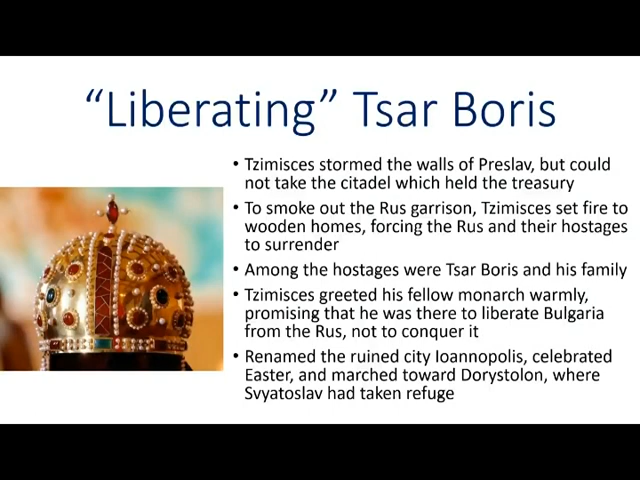 “Liberating” Tsar Boris
• Tzimisces stormed the walls of Preslav, but could
not take the citadel which held the treasury
• To smoke out the Rus garrison, Tzimisces set fire to
wooden homes, forcing the Rus and their hostages
to surrender
• Among the hostages were Tsar Boris and his family
• Tzimisces greeted his fellow monarch warmly,
promising that he was there to liberate Bulgaria
from the Rus, not to conquer it
• Renamed the ruined city Ioannopolis, celebrated
Easter, and marched toward Dorystolon, where
Svyatoslav had taken refuge